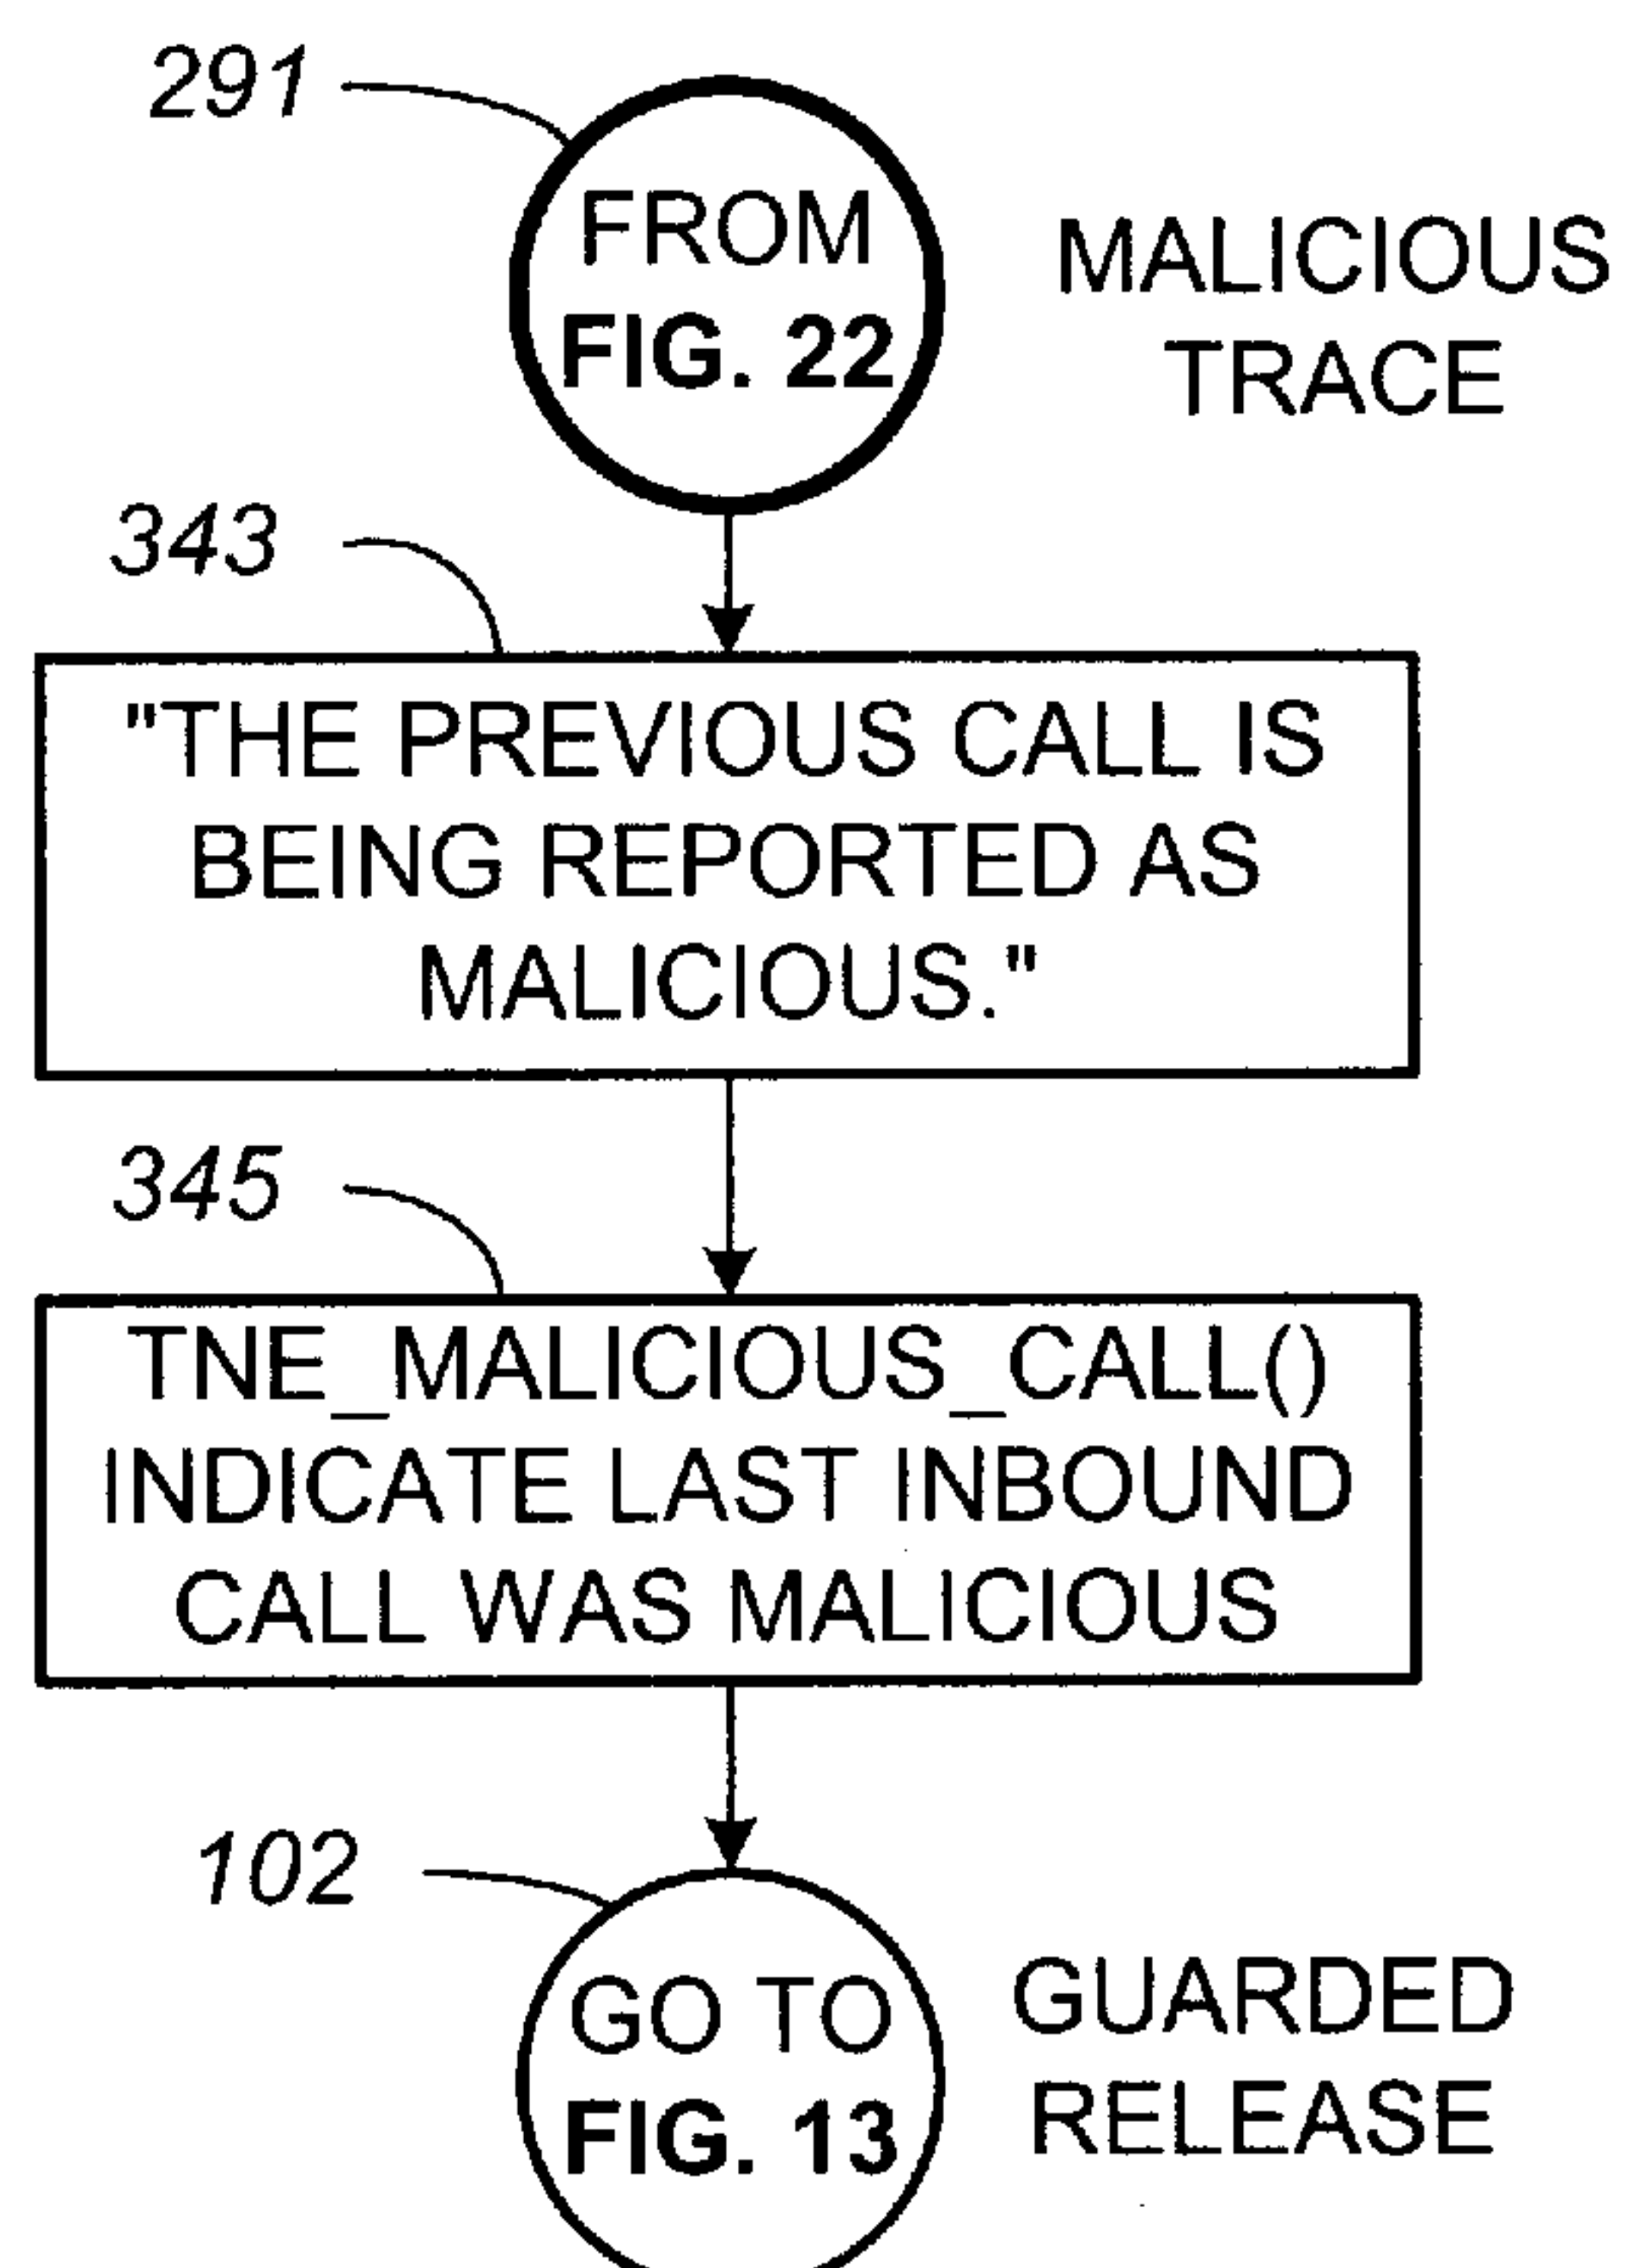 291
FROM
FIG. 22
MALICIOUS
TRACE
343
"THE PREVIOUS CALL IS
BEING REPORTED AS
MALICIOUS."
345
TNE_MALICIOUS_CALL()
INDICATE LAST INBOUND
CALL WAS MALICIOUS
102
GO TO
FIG. 13
GUARDED
RELEASE